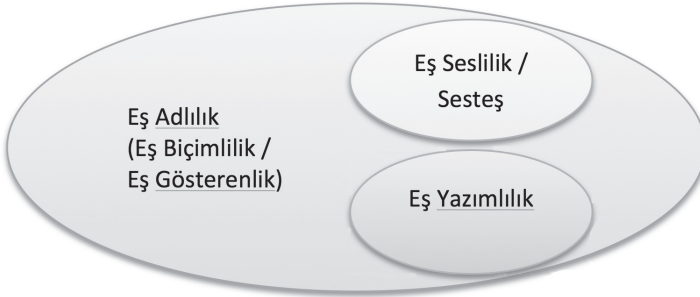 Eş Adlılık
(Eş Biçimlilik /
Eş Gösterenlik)
Eş Seslilik /
Sesteş
Eş Yazımlılık